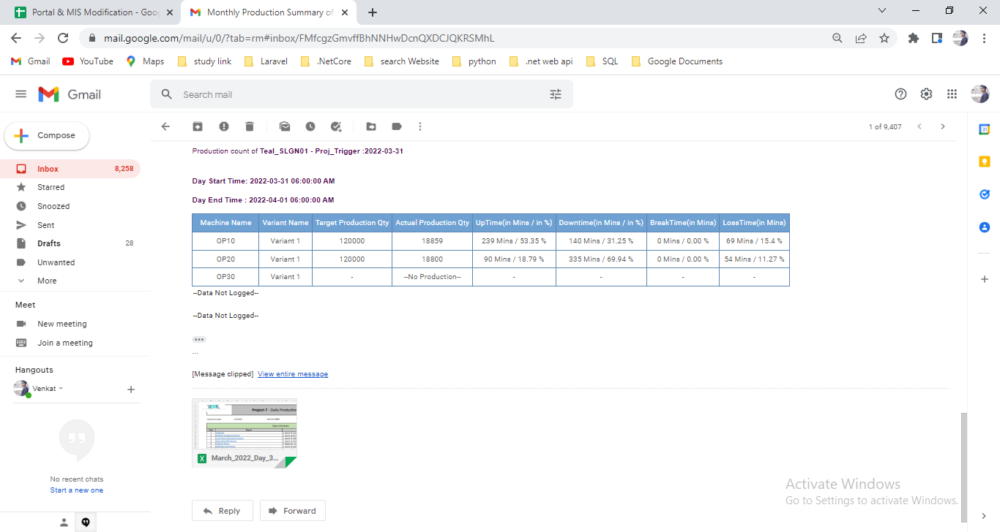 Portal & MIS Modification - Goo
Monthly Production Summary of
mail.google.com/mail/u/0/?tab=rm#inbox/FMfcgzGmvffBhNNHwDcnQXDCJQKRSMhL
Gmail YouTube Maps study link Laravel .NetCore search Website python .net web api SQL Google Documents
Gmail
Search mail
Compose
1 of 9,407
Inbox 8,258
Starred
Snoozed
Sent
Drafts 28
Unwanted
More
Meet
New meeting
Join a meeting
Hangouts
Venkat
No recent chats
Start a new one
Production count of Teal_SLGN01 - Proj_Trigger :2022-03-31
Day Start Time: 2022-03-31 06:00:00 AM
Day End Time : 2022-04-01 06:00:00 AM
Machine Name Variant Name Target Production Qty Actual Production Qty UpTime(in Mins / in %) Downtime(in Mins / in %) BreakTime(in Mins) LossTime(in Mins)
OP10 Variant 1 120000 18859 239 Mins / 53.35 % 140 Mins / 31.25 % 0 Mins / 0.00 % 69 Mins / 15.4 %
OP20 Variant 1 120000 18800 90 Mins / 18.79 % 335 Mins / 69.94 % 0 Mins / 0.00 % 54 Mins / 11.27 %
OP30 Variant 1 - --No Production-- - - - -
--Data Not Logged--
--Data Not Logged--
...
[Message clipped] View entire message
TEAL
Project-T - Daily Production
March_2022_Day_3...
Reply Forward
Activate Windows
Go to Settings to activate Windows.
31